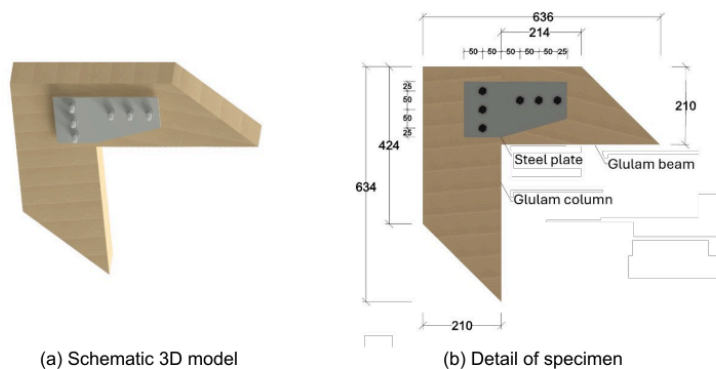 636
214
50 50 50 50 50 25
25
50
50
25
424
634
210
Steel plate
Glulam beam
Glulam column
210
(a) Schematic 3D model
(b) Detail of specimen